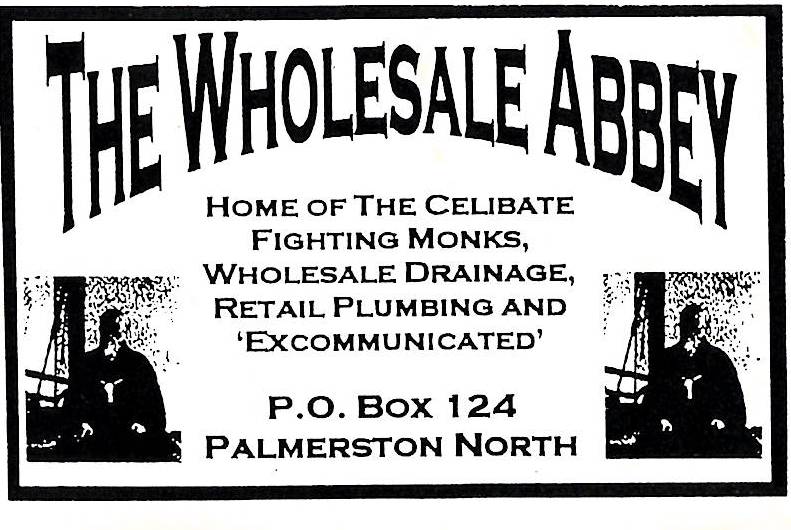 THE WHOLESALE ABBEY
HOME OF THE CELIBATE
FIGHTING MONKS,
WHOLESALE DRAINAGE,
RETAIL PLUMBING AND
‘EXCOMMUNICATED’
P.O. BOX 124
PALMERSTON NORTH